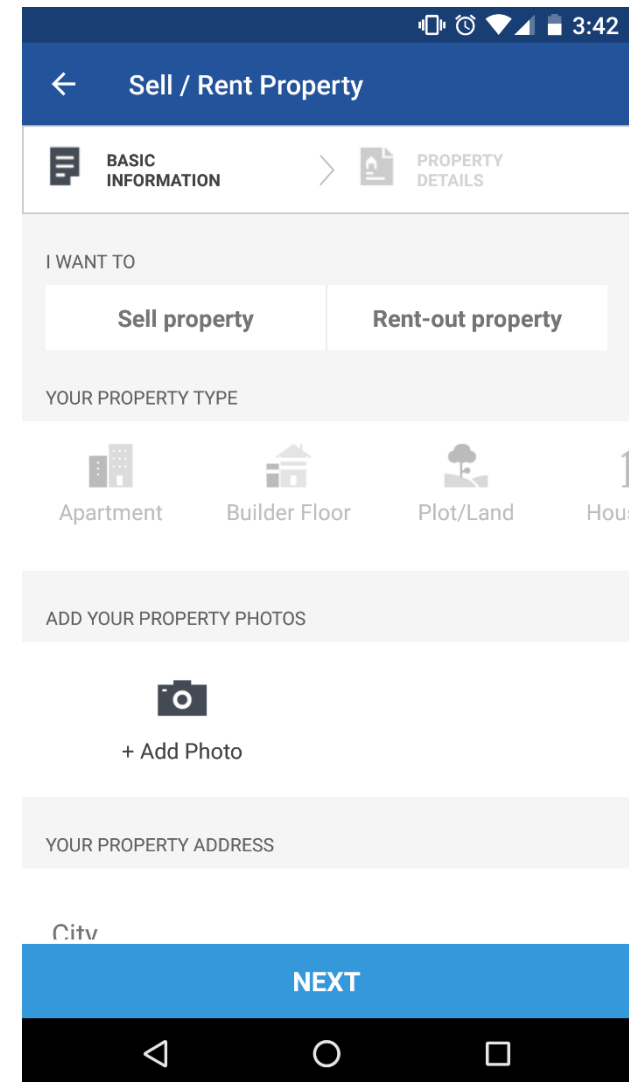 3:42
Sell / Rent Property
BASIC
INFORMATION
PROPERTY
DETAILS
I WANT TO
Sell property
Rent-out property
YOUR PROPERTY TYPE
Apartment
Builder Floor
Plot/Land
ADD YOUR PROPERTY PHOTOS
+ Add Photo
YOUR PROPERTY ADDRESS
City
NEXT